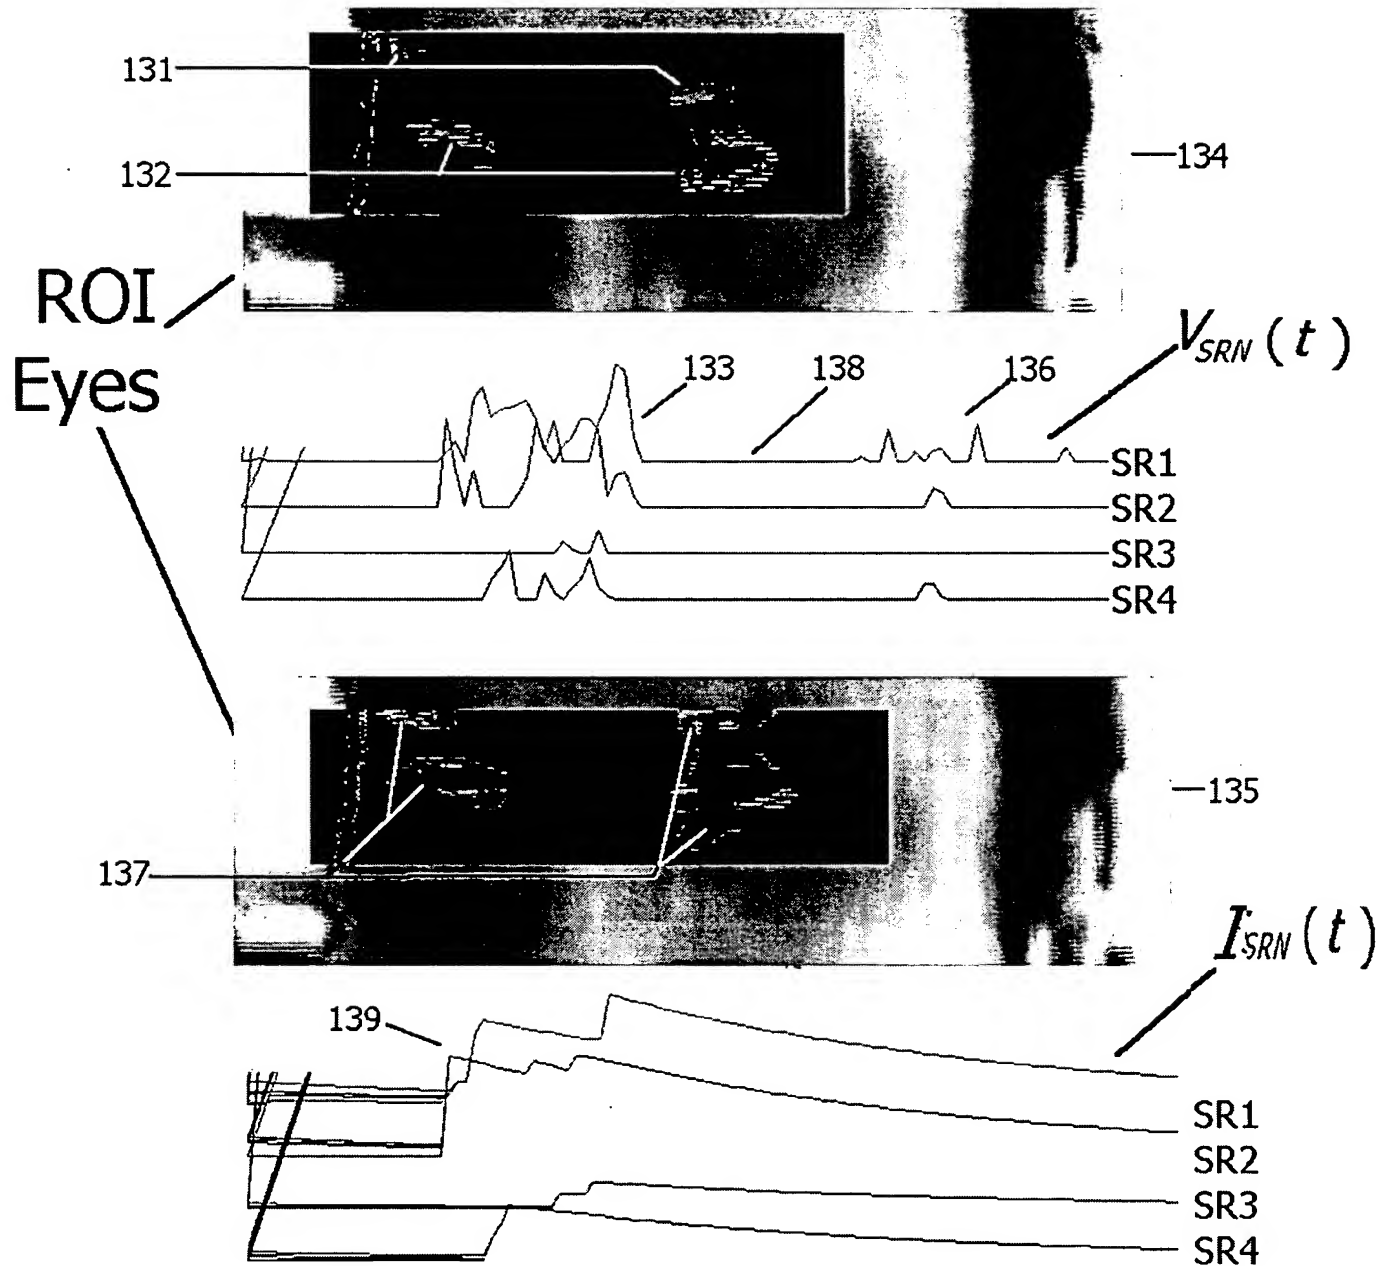 131
132
134
ROI
Eyes
V_SRN (t)
133
138
136
SR1
SR2
SR3
SR4
135
137
I_SRN (t)
139
SR1
SR2
SR3
SR4